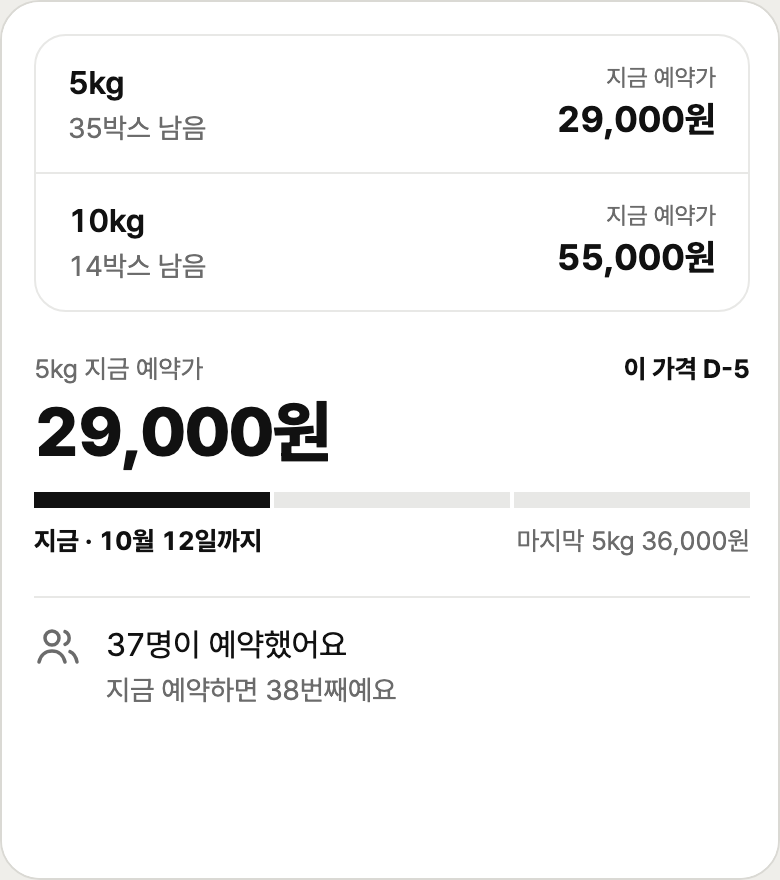 5kg
지금 예약가
35박스 남음
29,000원
10kg
지금 예약가
14박스 남음
55,000원
5kg 지금 예약가
이 가격 D-5
29,000원
지금 · 10월 12일까지
마지막 5kg 36,000원
37명이 예약했어요
지금 예약하면 38번째예요